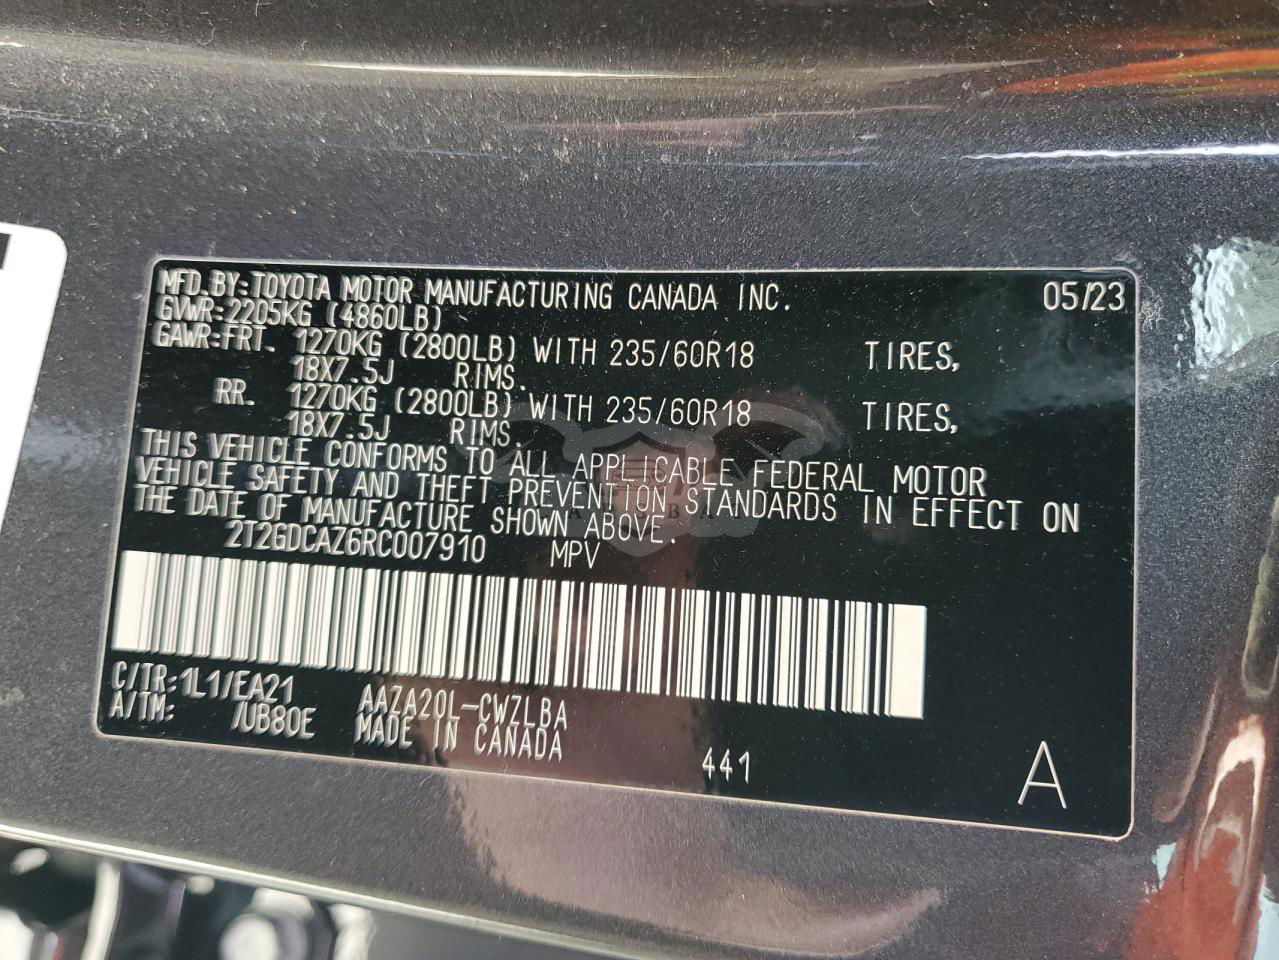 MFD.BY:TOYOTA MOTOR MANUFACTURING CANADA INC. 05/23
GVWR:2205KG (4860LB)
GAWR:FRT. 1270KG (2800LB) WITH 235/60R18 TIRES,
18X7.5J RIMS.
RR. 1270KG (2800LB) WITH 235/60R18 TIRES,
18X7.5J RIMS.
THIS VEHICLE CONFORMS TO ALL APPLICABLE FEDERAL MOTOR
VEHICLE SAFETY AND THEFT PREVENTION STANDARDS IN EFFECT ON
THE DATE OF MANUFACTURE SHOWN ABOVE.
2T2GDCAZ6RC007910 MPV
C/TR:1L1/EA21 AAZA20L-CWZLBA
A/TM: /UB80E MADE IN CANADA
441 A